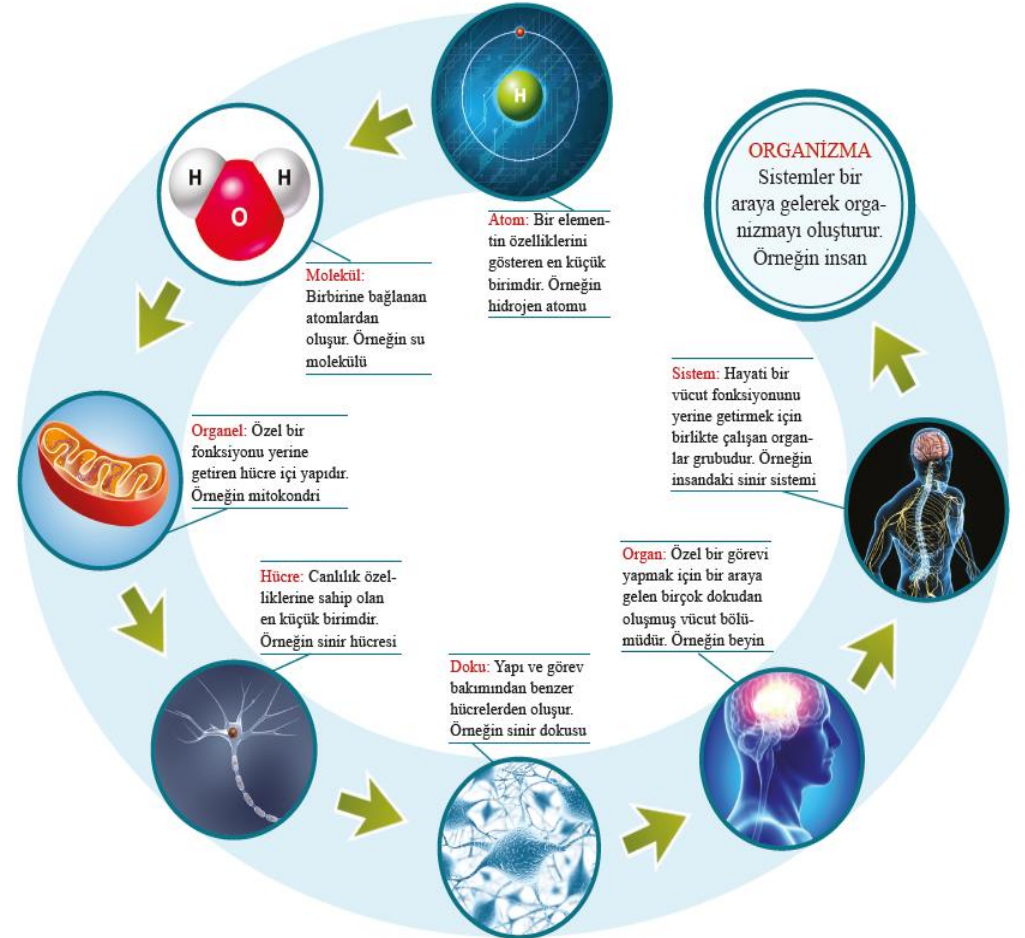 H
H
H
O
Atom: Bir elemen-
tin özelliklerini
gösteren en küçük
birimdir. Örneğin
hidrojen atomu
Molekül:
Birbirine bağlanan
atomlardan
oluşur. Örneğin su
molekülü
Organel: Özel bir
fonksiyonu yerine
getiren hücre içi yapıdır.
Örneğin mitokondri
Hücre: Canlılık özel-
liklerine sahip olan
en küçük birimdir.
Örneğin sinir hücresi
Doku: Yapı ve görev
bakımından benzer
hücrelerden oluşur.
Örneğin sinir dokusu
Organ: Özel bir görevi
yapmak için bir araya
gelen birçok dokudan
oluşmuş vücut bölü-
müdür. Örneğin beyin
Sistem: Hayati bir
vücut fonksiyonunu
yerine getirmek için
birlikte çalışan organ-
lar grubudur. Örneğin
insandaki sinir sistemi
ORGANİZMA
Sistemler bir
araya gelerek orga-
nizmayı oluşturur.
Örneğin insan